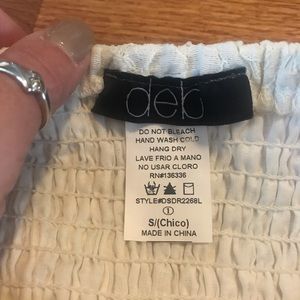 deb
DO NOT BLEACH
HAND WASH COLD
HANG DRY
LAVE FRIO A MANO
NO USAR CLORO
RN#136336
STYLE#DSDR2268L
1
S/(Chico)
MADE IN CHINA